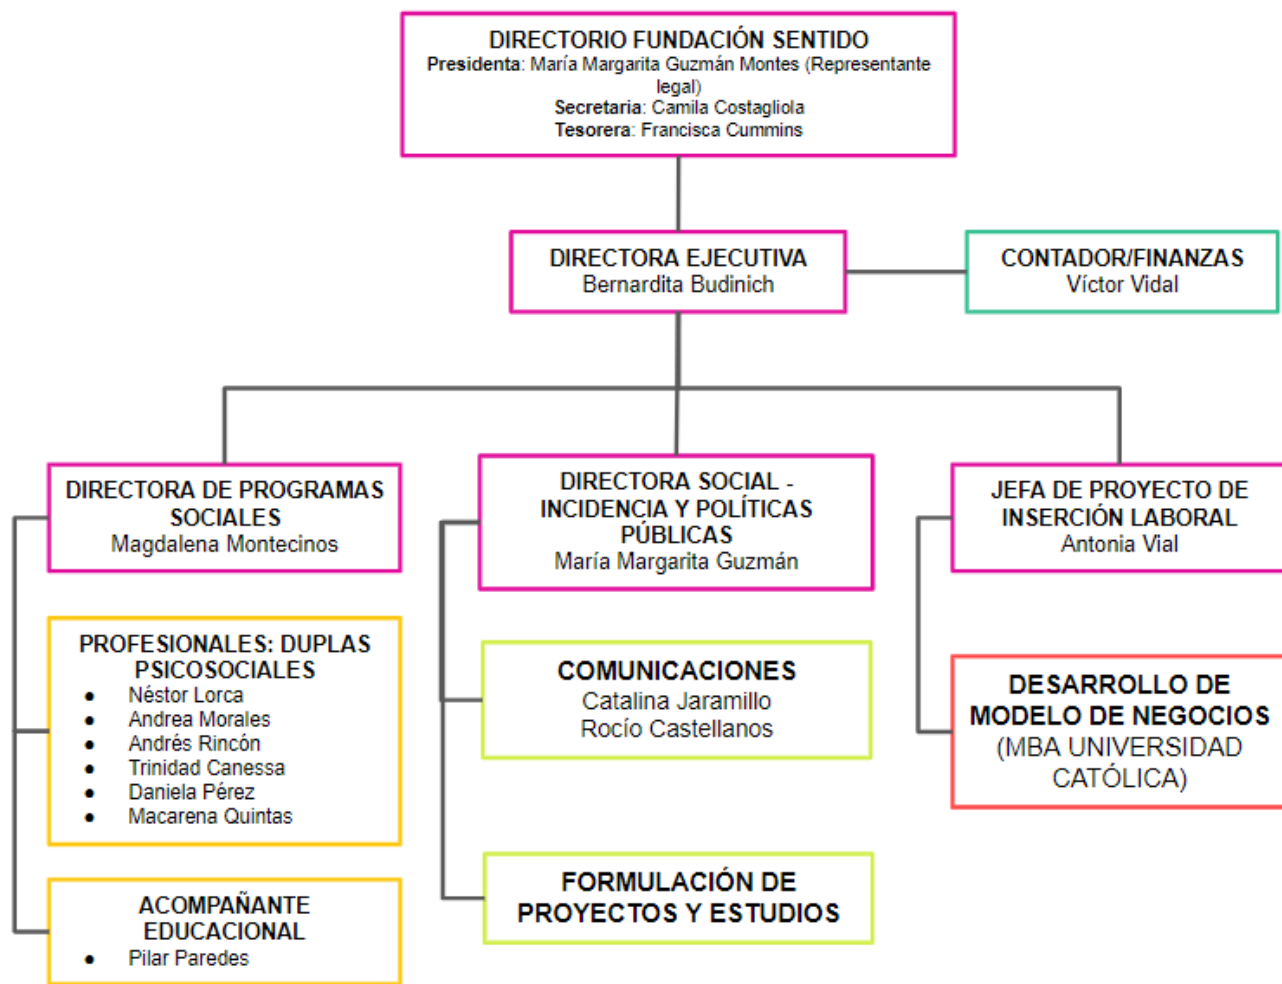 DIRECTORIO FUNDACIÓN SENTIDO
Presidenta: María Margarita Guzmán Montes (Representante
legal)
Secretaria: Camila Costagliola
Tesorera: Francisca Cummins
DIRECTORA EJECUTIVA
Bernardita Budinich
CONTADOR/FINANZAS
Víctor Vidal
DIRECTORA DE PROGRAMAS
SOCIALES
Magdalena Montecinos
DIRECTORA SOCIAL -
INCIDENCIA Y POLÍTICAS
PÚBLICAS
María Margarita Guzmán
JEFA DE PROYECTO DE
INSERCIÓN LABORAL
Antonia Vial
PROFESIONALES: DUPLAS
PSICOSOCIALES
● Néstor Lorca
● Andrea Morales
● Andrés Rincón
● Trinidad Canessa
● Daniela Pérez
● Macarena Quintas
COMUNICACIONES
Catalina Jaramillo
Rocío Castellanos
DESARROLLO DE
MODELO DE NEGOCIOS
(MBA UNIVERSIDAD
CATÓLICA)
ACOMPAÑANTE
EDUCACIONAL
● Pilar Paredes
FORMULACIÓN DE
PROYECTOS Y ESTUDIOS